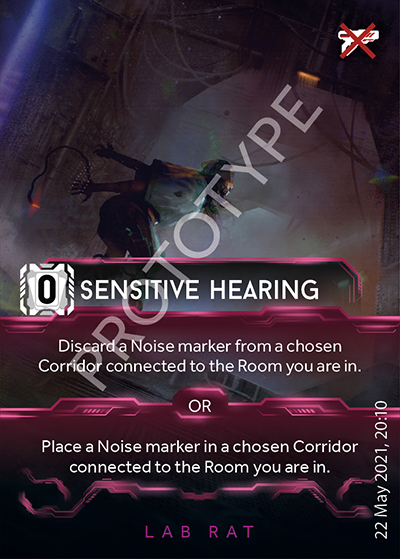 PROTOTYPE
0 SENSITIVE HEARING
Discard a Noise marker from a chosen
Corridor connected to the Room you are in.
OR
Place a Noise marker in a chosen Corridor
connected to the Room you are in.
LAB RAT
22 May 2021, 20:10